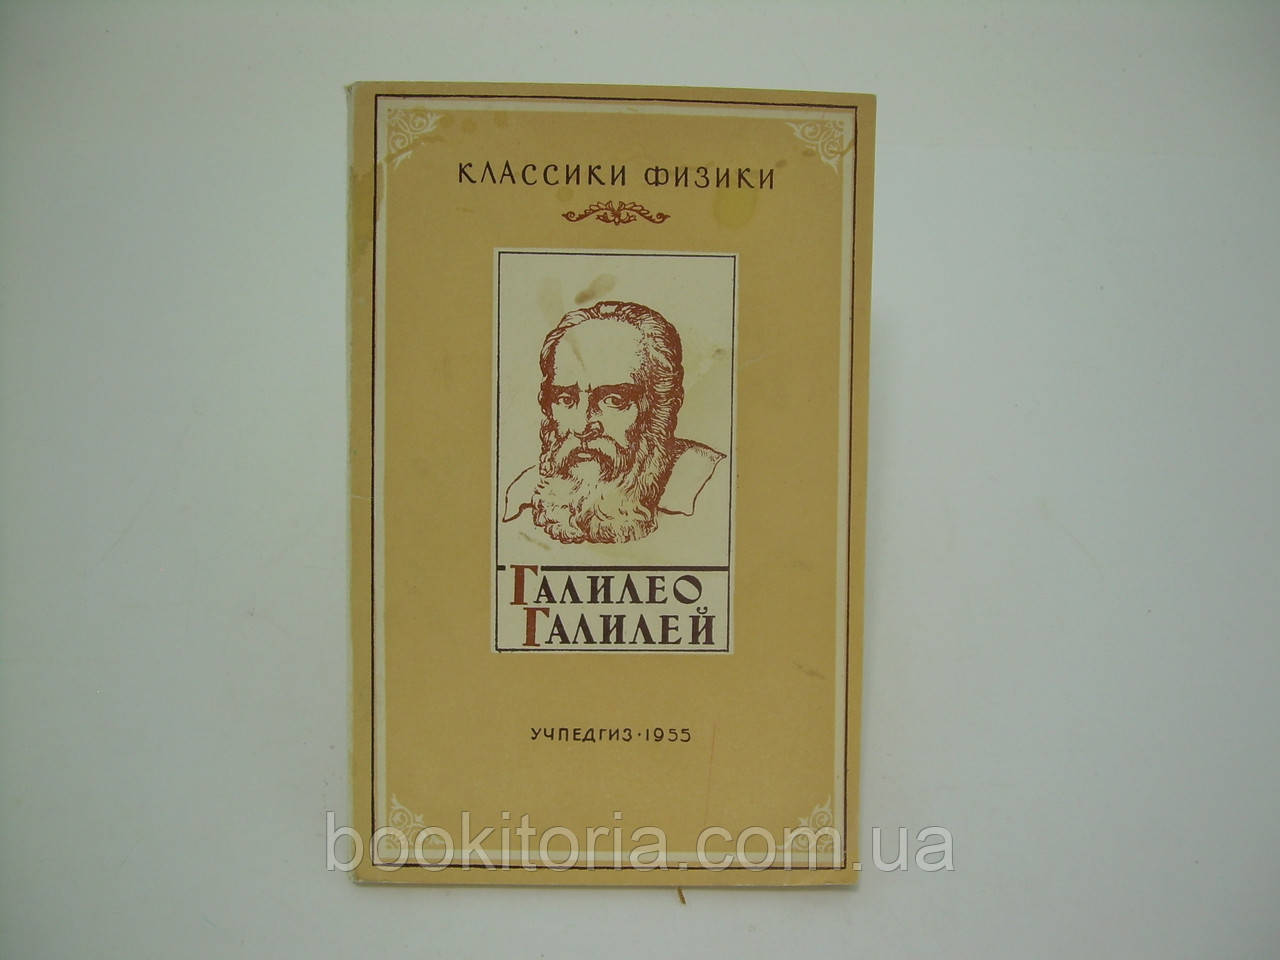 КЛАССИКИ ФИЗИКИ
ГАЛИЛЕО
ГАЛИЛЕЙ
УЧПЕДГИЗ·1955
bookitoria.com.ua